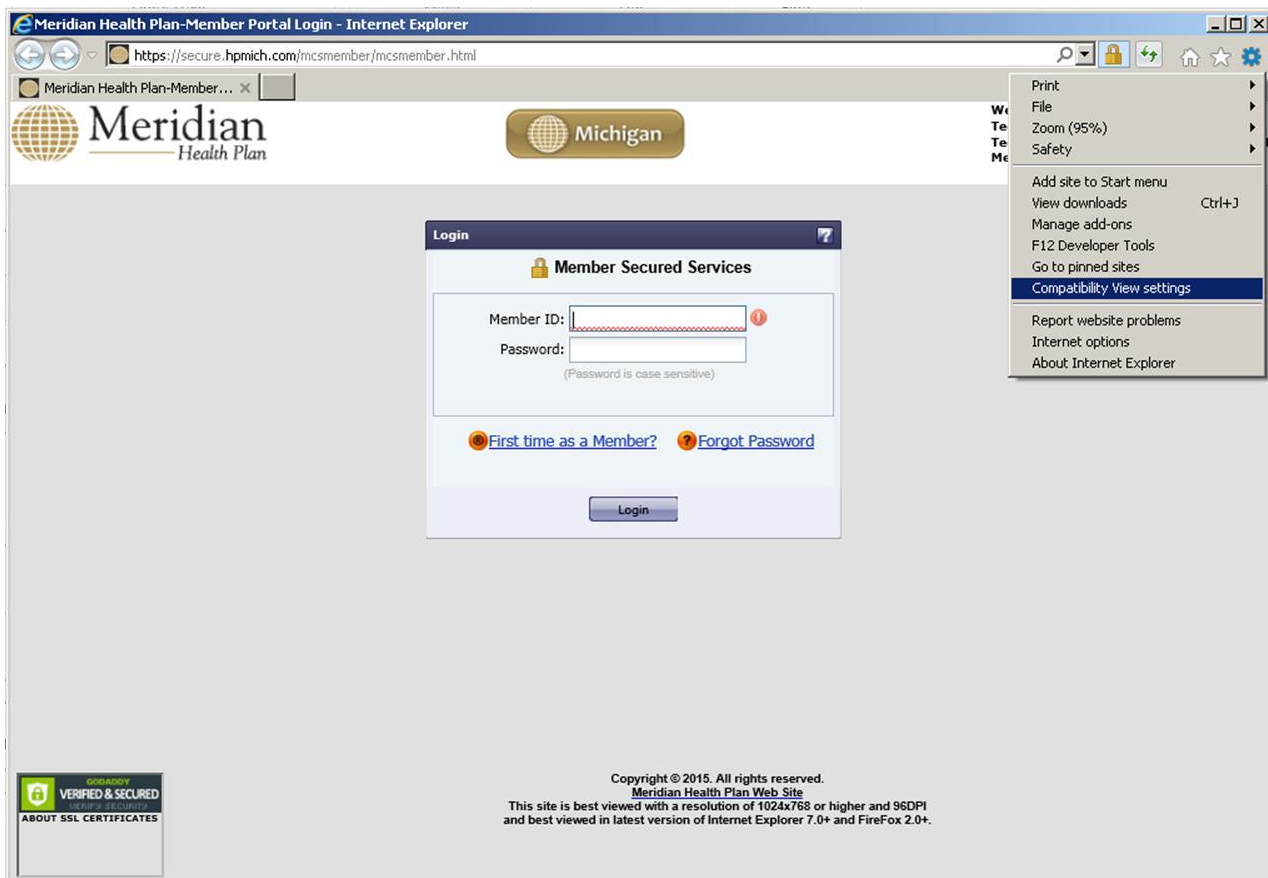 Meridian Health Plan-Member Portal Login - Internet Explorer
https://secure.hpmich.com/mcsmember/mcsmember.html
Meridian Health Plan-Member...
Meridian
Health Plan
Michigan
Print
File
Zoom (95%)
Safety
Add site to Start menu
View downloads Ctrl+J
Manage add-ons
F12 Developer Tools
Go to pinned sites
Compatibility View settings
Report website problems
Internet options
About Internet Explorer
Login
Member Secured Services
Member ID:
Password:
(Password is case sensitive)
First time as a Member? Forgot Password
Login
GODADDY
VERIFIED & SECURED
VERIFY SECURITY
ABOUT SSL CERTIFICATES
Copyright © 2015. All rights reserved.
Meridian Health Plan Web Site
This site is best viewed with a resolution of 1024x768 or higher and 96DPI
and best viewed in latest version of Internet Explorer 7.0+ and FireFox 2.0+.